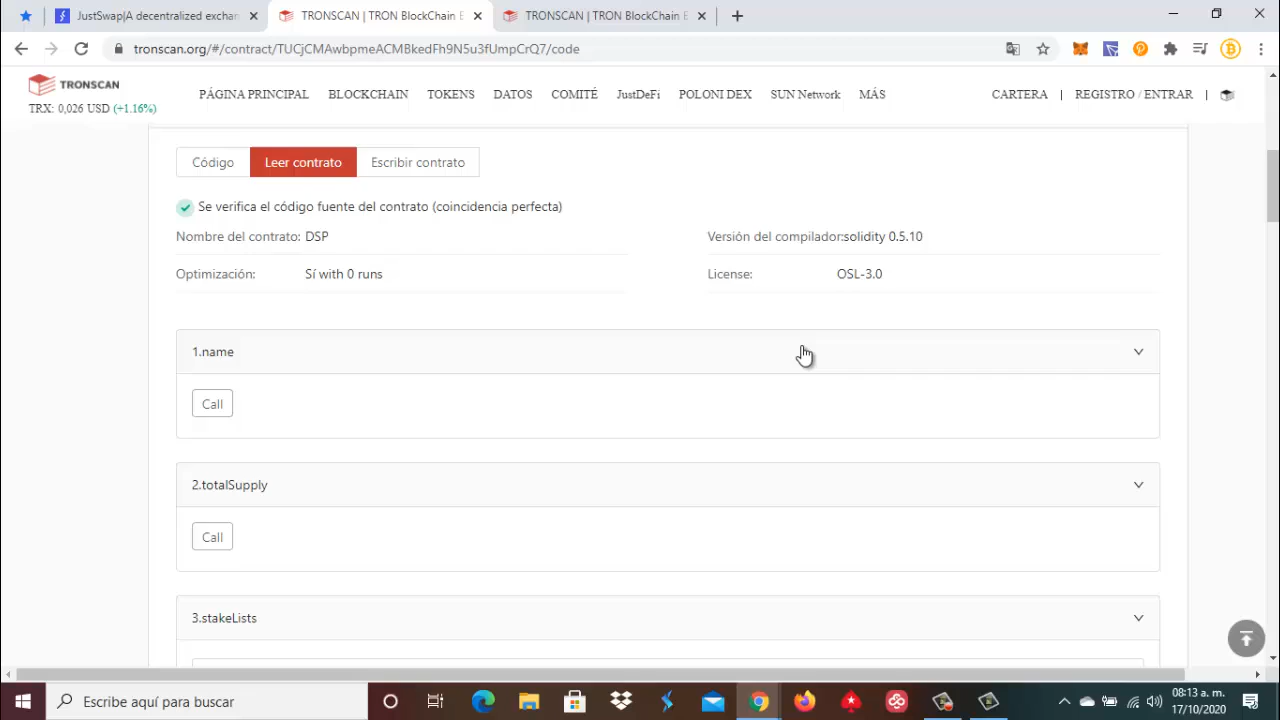 JustSwap|A decentralized exchan
TRONSCAN | TRON BlockChain E
TRONSCAN | TRON BlockChain E
tronscan.org/#/contract/TUCjCMAwbpmeACMBkedFh9N5u3fUmpCrQ7/code
TRONSCAN
TRX: 0,026 USD (+1.16%)
PÁGINA PRINCIPAL BLOCKCHAIN TOKENS DATOS COMITÉ JustDeFi POLONI DEX SUN Network MÁS
CARTERA | REGISTRO / ENTRAR |
Código Leer contrato Escribir contrato
Se verifica el código fuente del contrato (coincidencia perfecta)
Nombre del contrato: DSP
Versión del compilador:solidity 0.5.10
Optimización: Sí with 0 runs
License: OSL-3.0
1.name
Call
2.totalSupply
Call
3.stakeLists
Escribe aquí para buscar
08:13 a. m.
17/10/2020